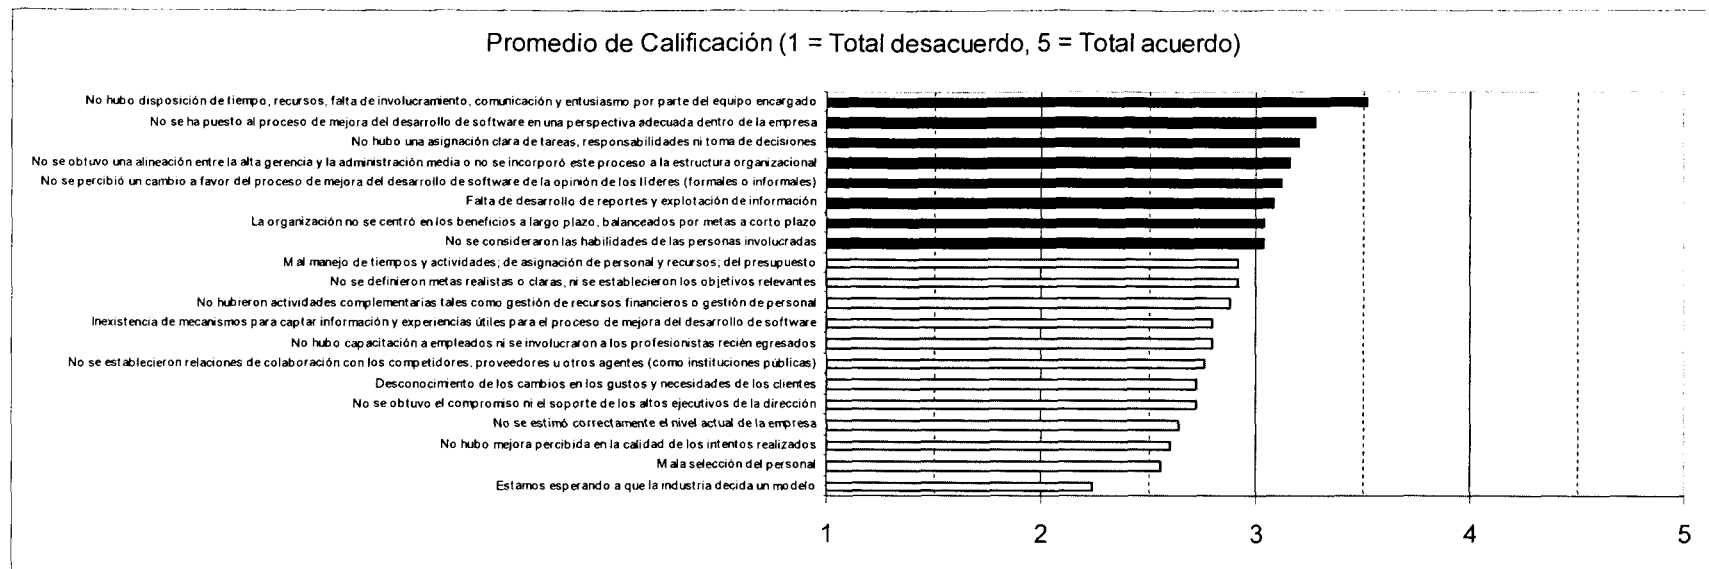 Promedio de Calificación (1 = Total desacuerdo, 5 = Total acuerdo)
No hubo disposición de tiempo, recursos, falta de involucramiento, comunicación y entusiasmo por parte del equipo encargado
No se ha puesto al proceso de mejora del desarrollo de software en una perspectiva adecuada dentro de la empresa
No hubo una asignación clara de tareas, responsabilidades ni toma de decisiones
No se obtuvo una alineación entre la alta gerencia y la administración media o no se incorporó este proceso a la estructura organizacional
No se percibió un cambio a favor del proceso de mejora del desarrollo de software de la opinión de los líderes (formales o informales)
Falta de desarrollo de reportes y explotación de información
La organización no se centró en los beneficios a largo plazo, balanceados por metas a corto plazo
No se consideraron las habilidades de las personas involucradas
Mal manejo de tiempos y actividades; de asignación de personal y recursos; del presupuesto
No se definieron metas realistas o claras, ni se establecieron los objetivos relevantes
No hubieron actividades complementarias tales como gestión de recursos financieros o gestión de personal
Inexistencia de mecanismos para captar información y experiencias útiles para el proceso de mejora del desarrollo de software
No hubo capacitación a empleados ni se involucraron a los profesionistas recién egresados
No se establecieron relaciones de colaboración con los competidores, proveedores u otros agentes (como instituciones públicas)
Desconocimiento de los cambios en los gustos y necesidades de los clientes
No se obtuvo el compromiso ni el soporte de los altos ejecutivos de la dirección
No se estimó correctamente el nivel actual de la empresa
No hubo mejora percibida en la calidad de los intentos realizados
Mala selección del personal
Estamos esperando a que la industria decida un modelo
1 2 3 4 5